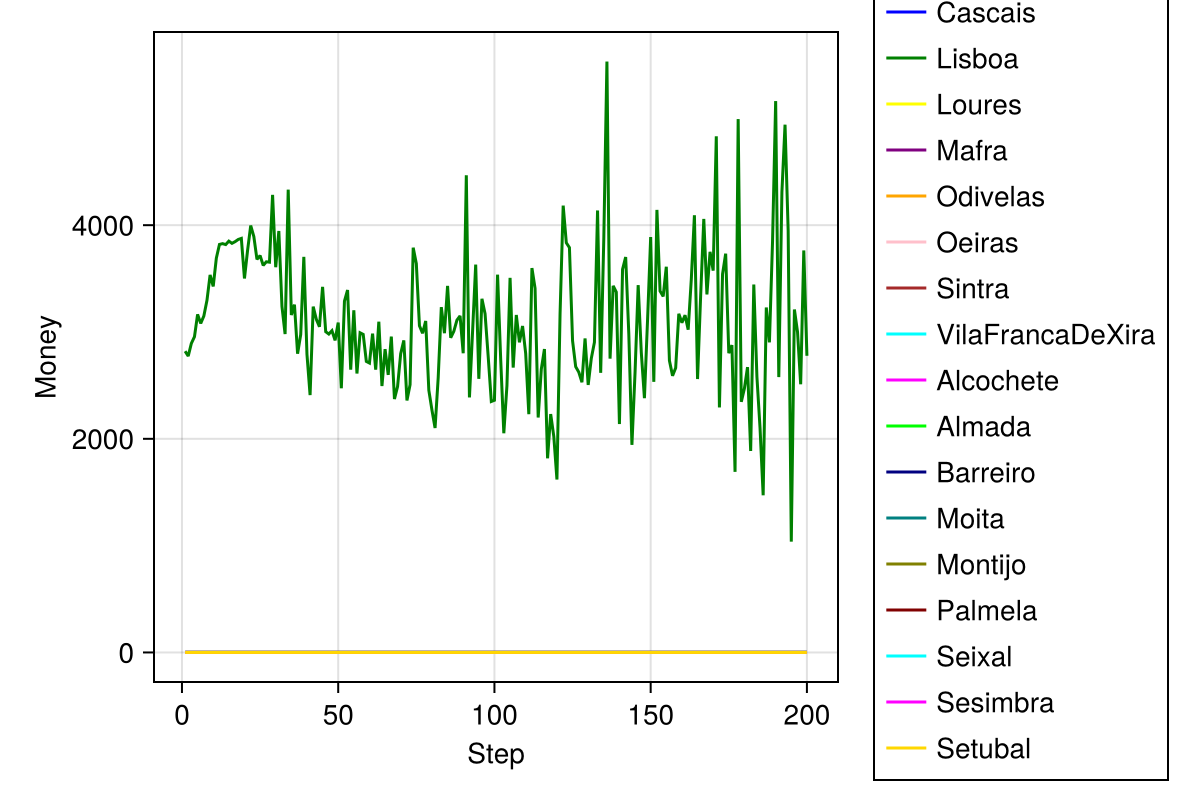 Money
4000
2000
0
0
50
100
150
200
Step
Cascais
Lisboa
Loures
Mafra
Odivelas
Oeiras
Sintra
VilaFrancaDeXira
Alcochete
Almada
Barreiro
Moita
Montijo
Palmela
Seixal
Sesimbra
Setubal